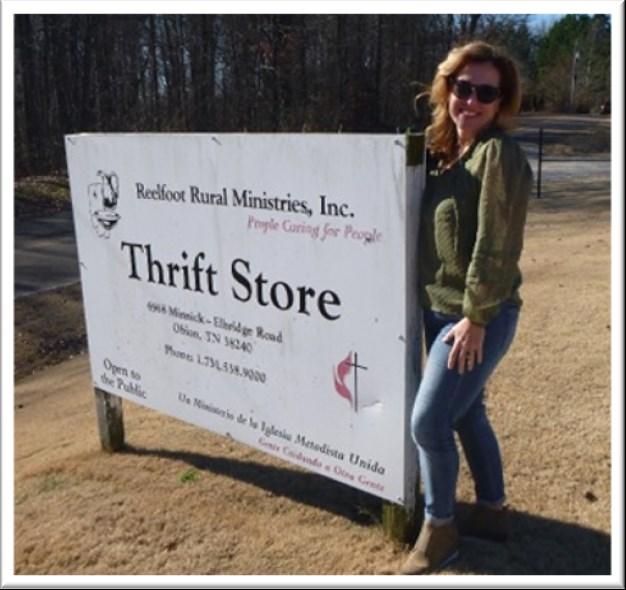 Reelfoot Rural Ministries, Inc.
People Caring for People
Thrift Store
6968 Minnick – Elbridge Road
Obion, TN 38240
Phone: 1.731.538.9000
Open to
the Public
Un Ministerio de la Iglesia Metodista Unida
Gente Cuidando a Otra Gente